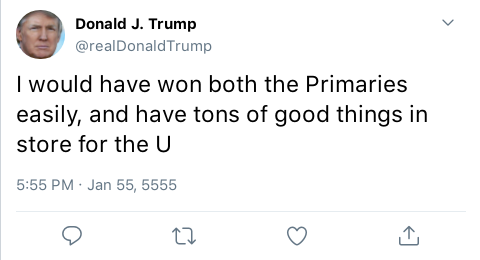 Donald J. Trump
@realDonaldTrump
I would have won both the Primaries
easily, and have tons of good things in
store for the U
5:55 PM · Jan 55, 5555